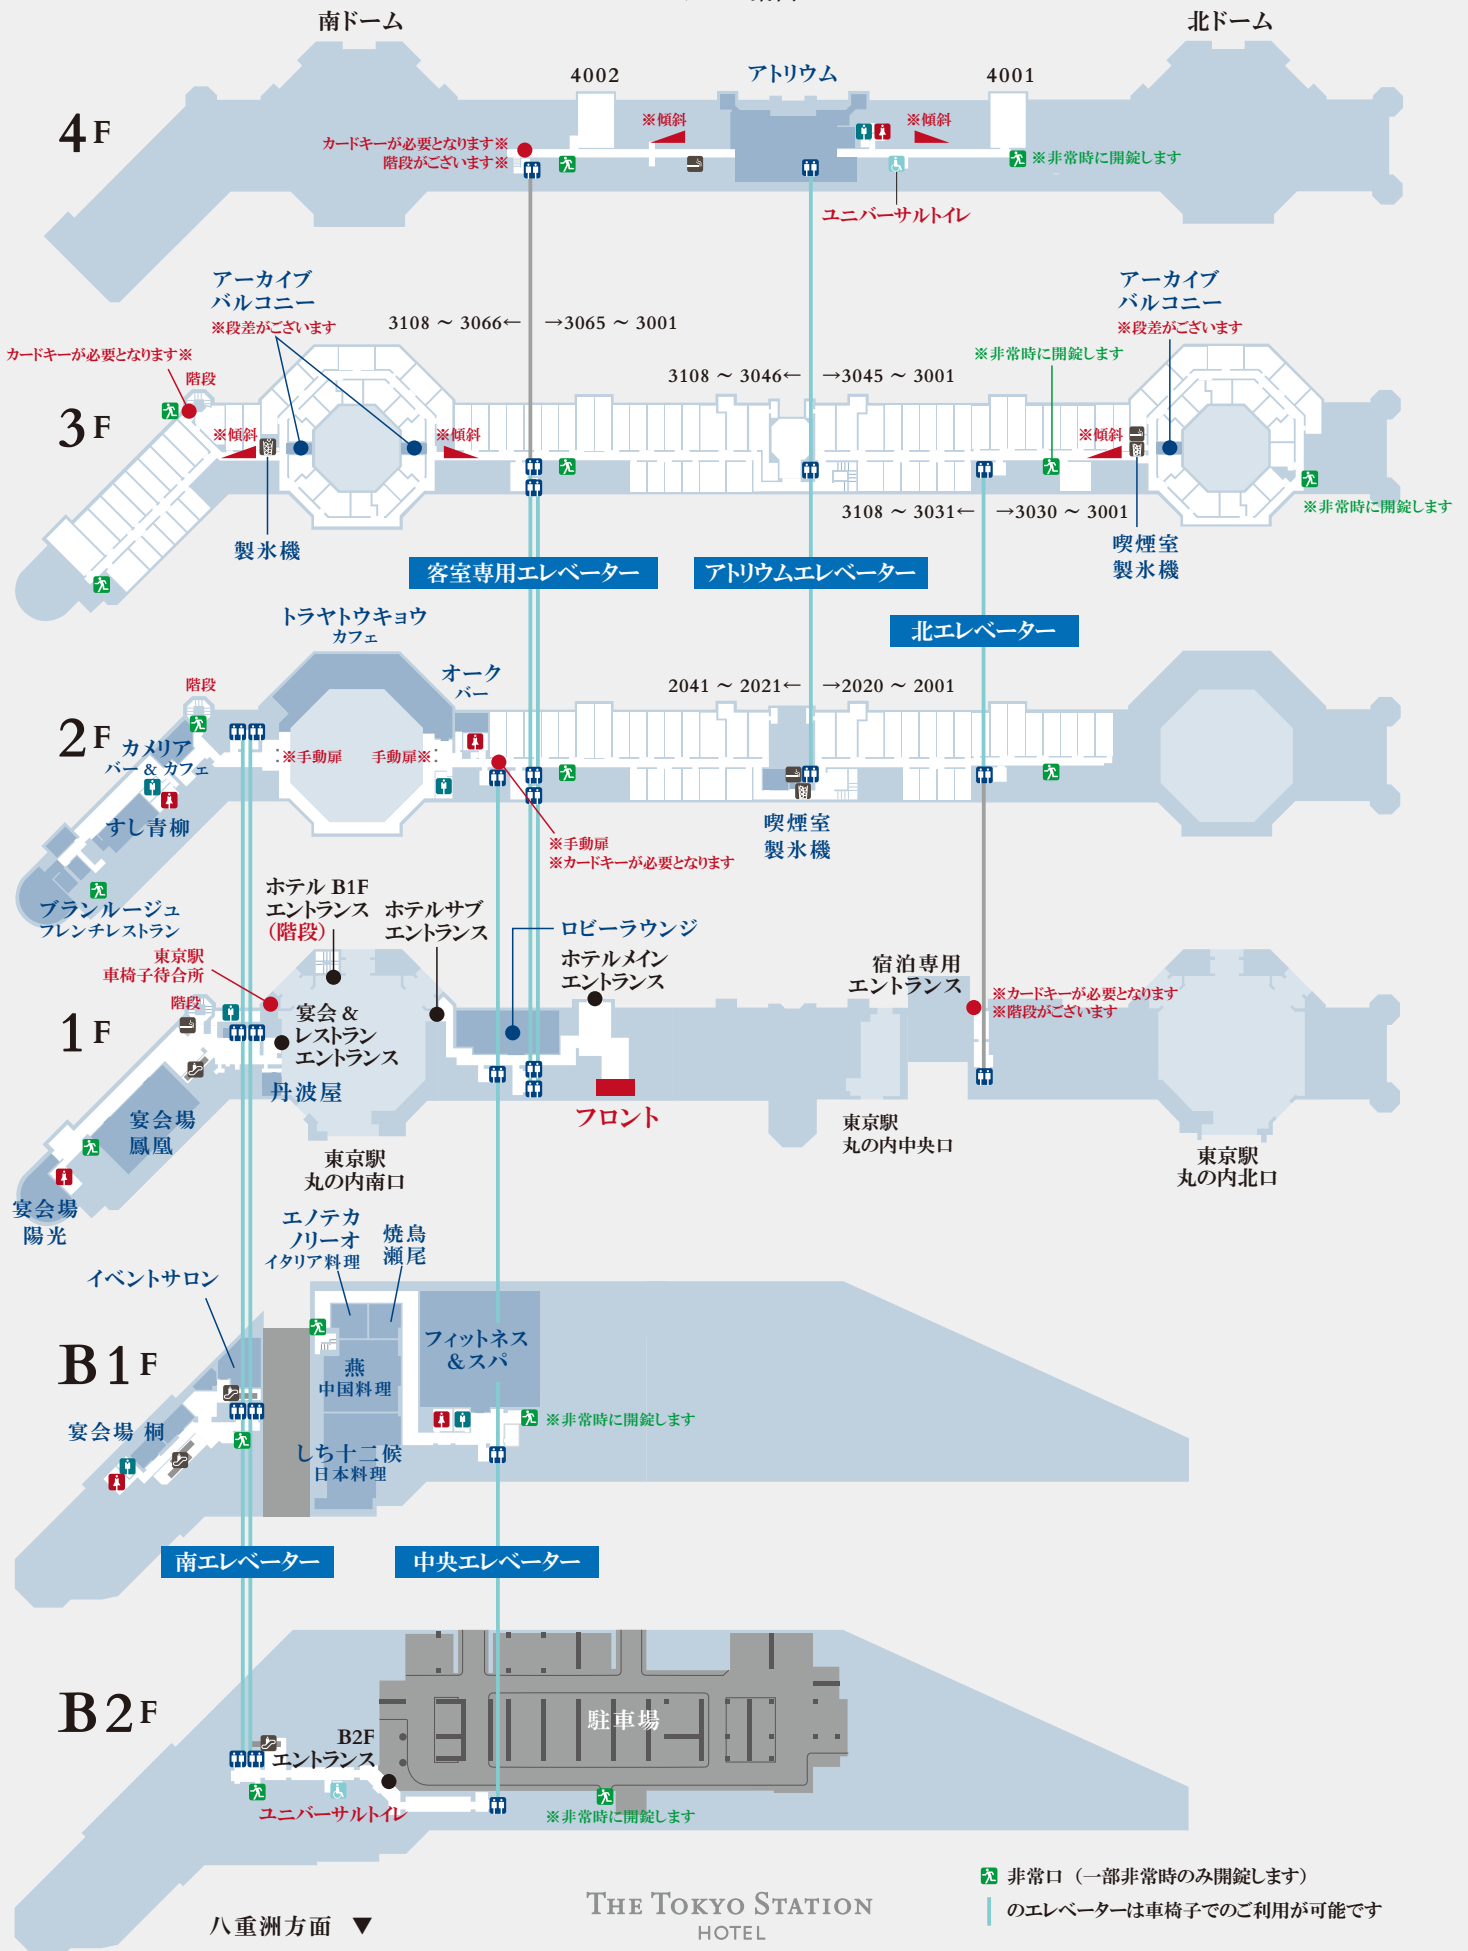 南ドーム
北ドーム
4F
4002
アトリウム
4001
カードキーが必要となります※
階段がございます※
※傾斜
※傾斜
※非常時に開錠します
ユニバーサルトイレ
3F
アーカイブ
バルコニー
※段差がございます
アーカイブ
バルコニー
※段差がございます
3108 ～ 3066← →3065 ～ 3001
カードキーが必要となります※
階段
3108 ～ 3046← →3045 ～ 3001
※非常時に開錠します
※傾斜
※傾斜
※傾斜
3108 ～ 3031← →3030 ～ 3001
※非常時に開錠します
製氷機
喫煙室
製氷機
客室専用エレベーター
アトリウムエレベーター
北エレベーター
2F
トラヤトウキョウ
カフェ
オーク
バー
階段
2041 ～ 2021← →2020 ～ 2001
カメリア
バー & カフェ
※手動扉
手動扉※
すし青柳
喫煙室
製氷機
※手動扉
※カードキーが必要となります
ブランルージュ
フレンチレストラン
1F
ホテル B1F
エントランス
（階段）
ホテルサブ
エントランス
ロビーラウンジ
ホテルメイン
エントランス
宿泊専用
エントランス
東京駅
車椅子待合所
階段
※カードキーが必要となります
※階段がございます
宴会 &
レストラン
エントランス
丹波屋
フロント
宴会場
鳳凰
東京駅
丸の内中央口
東京駅
丸の内南口
東京駅
丸の内北口
宴会場
陽光
B1F
エノテカ
ノリーオ
イタリア料理
焼鳥
瀬尾
イベントサロン
フィットネス
&スパ
燕
中国料理
※非常時に開錠します
宴会場 桐
しち十二候
日本料理
南エレベーター
中央エレベーター
B2F
駐車場
B2F
エントランス
ユニバーサルトイレ
※非常時に開錠します
非常口（一部非常時のみ開錠します）
のエレベーターは車椅子でのご利用が可能です
八重洲方面 ▼
THE TOKYO STATION
HOTEL